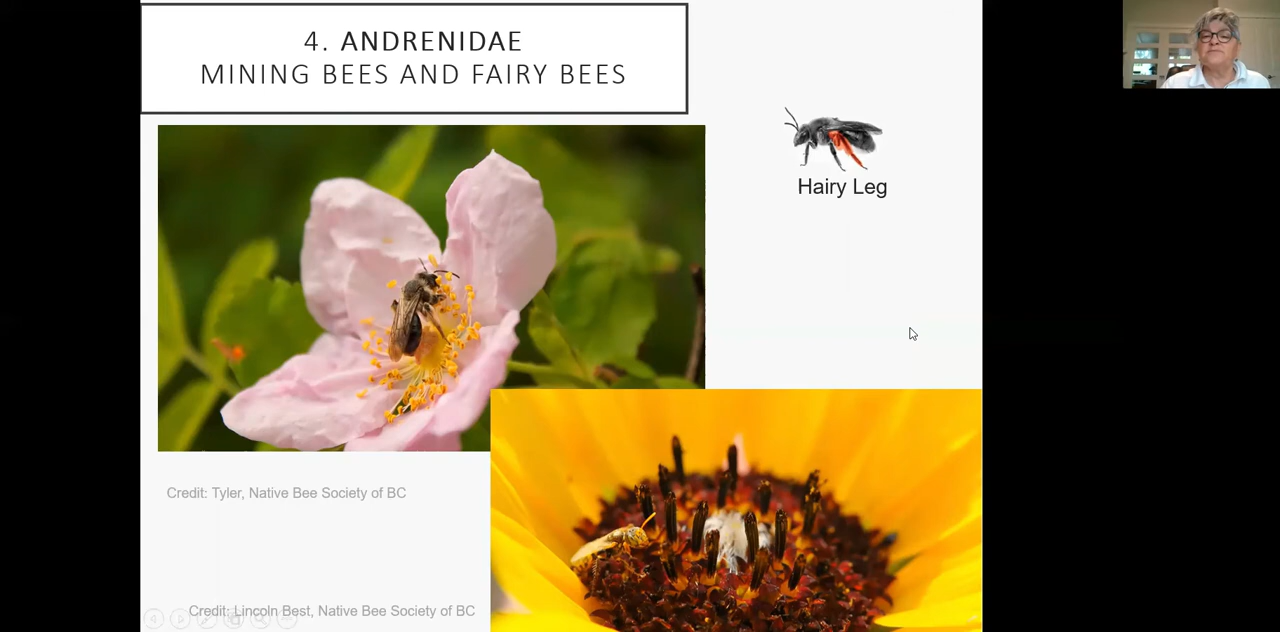 4. ANDRENIDAE
MINING BEES AND FAIRY BEES
Hairy Leg
Credit: Tyler, Native Bee Society of BC
Credit: Lincoln Best, Native Bee Society of BC